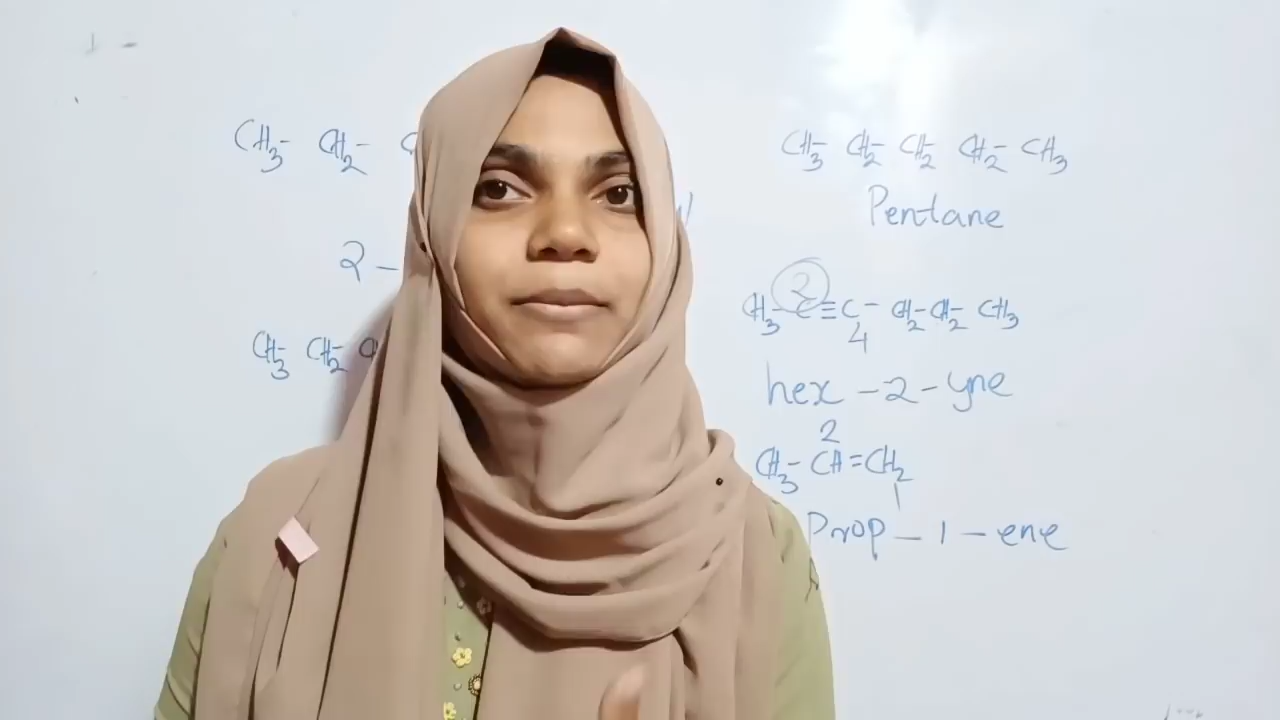 CH3- CH2- C
2 -
CH3- CH2- C
CH3- CH2- CH2- CH2- CH3
Pentane
2
CH3- C≡C - CH2- CH2- CH3
4
hex - 2 - yne
2
CH3- CH=CH2
1
Prop - 1 - ene